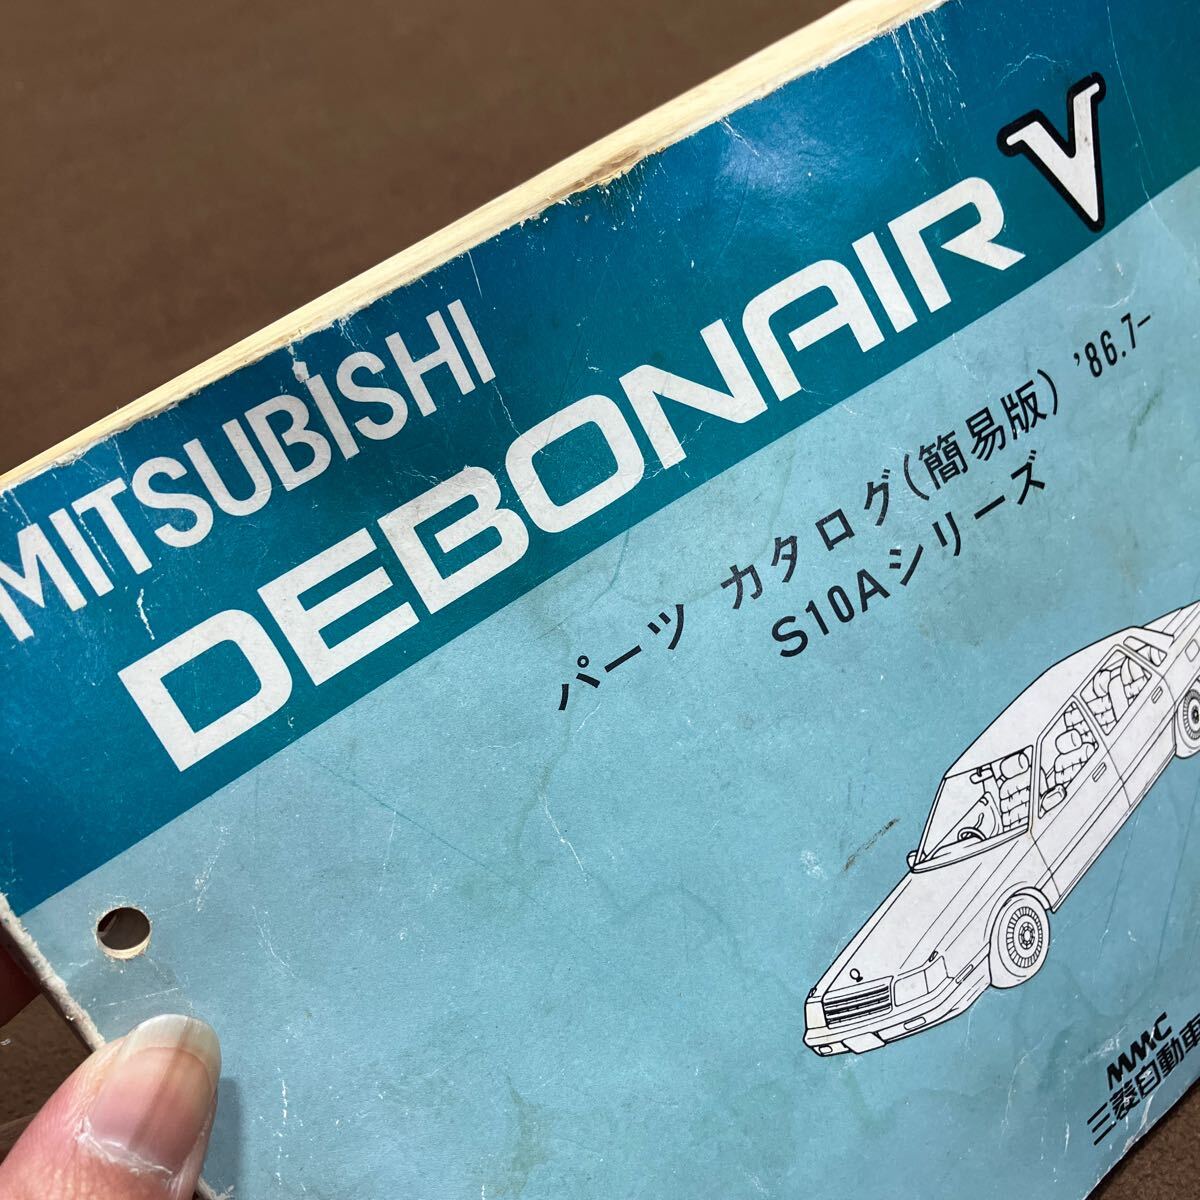 MITSUBISHI
DEBONAIR V
パーツ カタログ(簡易版) '86.7−
S10Aシリーズ
MMC
三菱自動車